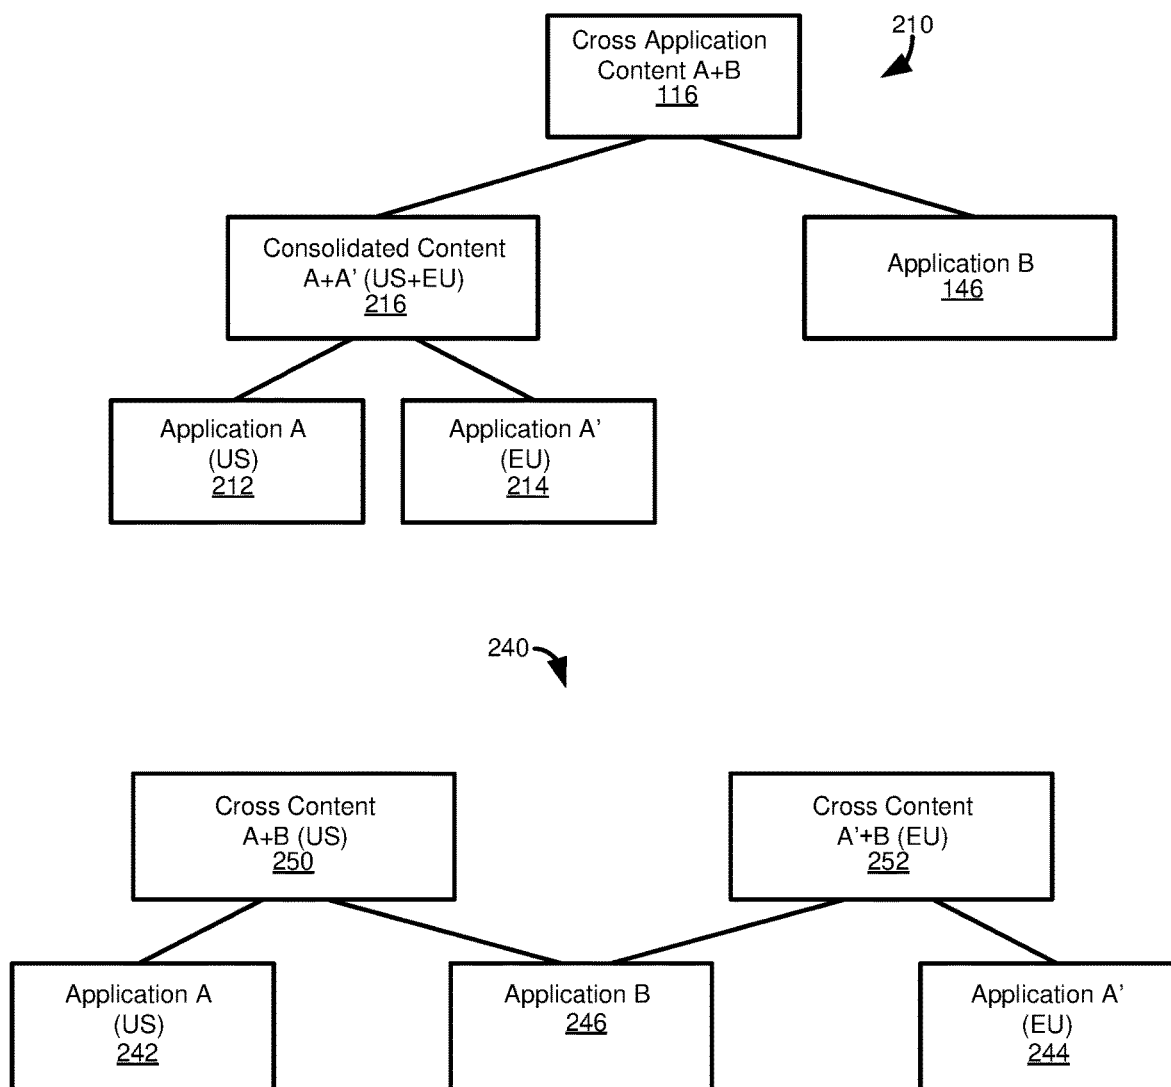 210
Cross Application
Content A+B
116
Consolidated Content
A+A' (US+EU)
216
Application B
146
Application A
(US)
212
Application A'
(EU)
214
240
Cross Content
A+B (US)
250
Cross Content
A'+B (EU)
252
Application A
(US)
242
Application B
246
Application A'
(EU)
244